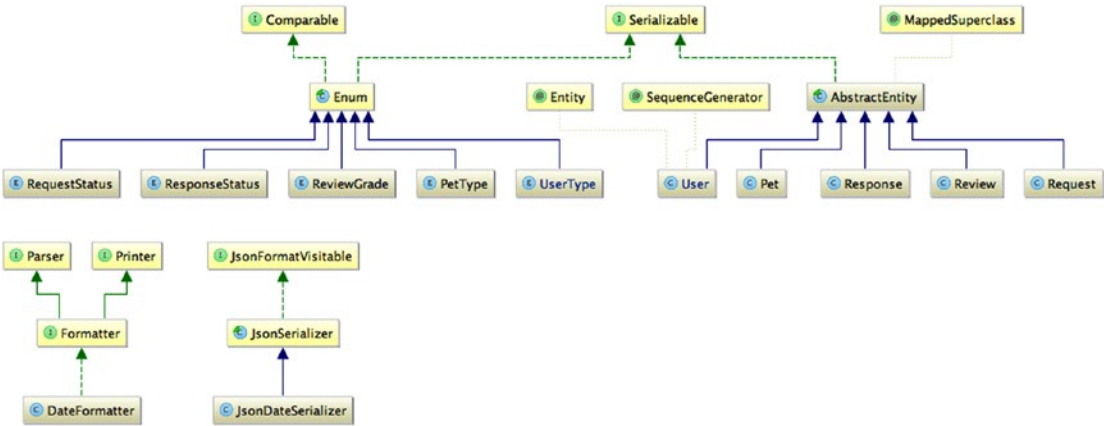 Comparable
Serializable
MappedSuperclass
Enum
Entity
SequenceGenerator
AbstractEntity
RequestStatus
ResponseStatus
ReviewGrade
PetType
UserType
User
Pet
Response
Review
Request
Parser
Printer
JsonFormatVisitable
Formatter
JsonSerializer
DateFormatter
JsonDateSerializer